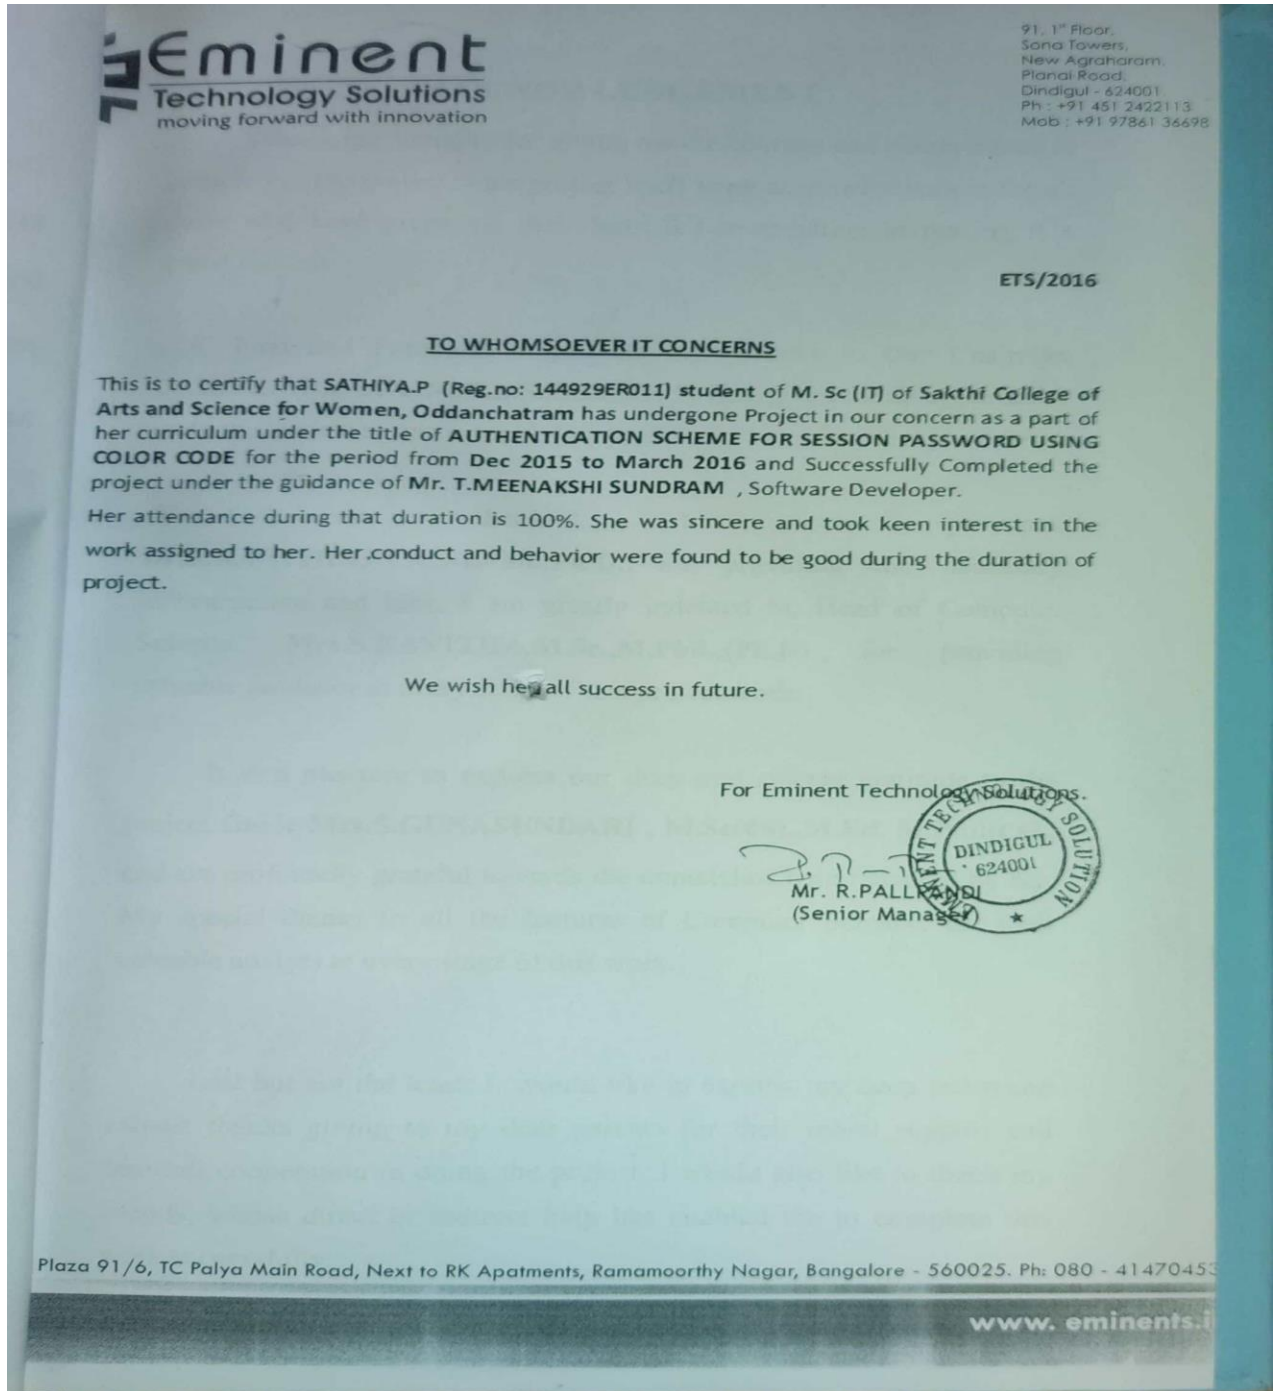 Eminent
Technology Solutions
moving forward with innovation
91, 1st Floor,
Sona Towers,
New Agraharam,
Planai Road,
Dindigul - 624001
Ph : +91 451 2422113
Mob : +91 97861 36698
ETS/2016
TO WHOMSOEVER IT CONCERNS
This is to certify that SATHIYA.P (Reg.no: 144929ER011) student of M. Sc (IT) of Sakthi College of
Arts and Science for Women, Oddanchatram has undergone Project in our concern as a part of
her curriculum under the title of AUTHENTICATION SCHEME FOR SESSION PASSWORD USING
COLOR CODE for the period from Dec 2015 to March 2016 and Successfully Completed the
project under the guidance of Mr. T.MEENAKSHI SUNDRAM , Software Developer.
Her attendance during that duration is 100%. She was sincere and took keen interest in the
work assigned to her. Her conduct and behavior were found to be good during the duration of
project.
We wish her all success in future.
For Eminent Technology Solutions.
EMINENT TECHNOLOGY SOLUTION
DINDIGUL
624001
Mr. R.PALLPANDI
(Senior Manager)
Plaza 91/6, TC Palya Main Road, Next to RK Apatments, Ramamoorthy Nagar, Bangalore - 560025. Ph: 080 - 41470453
www. eminents.i